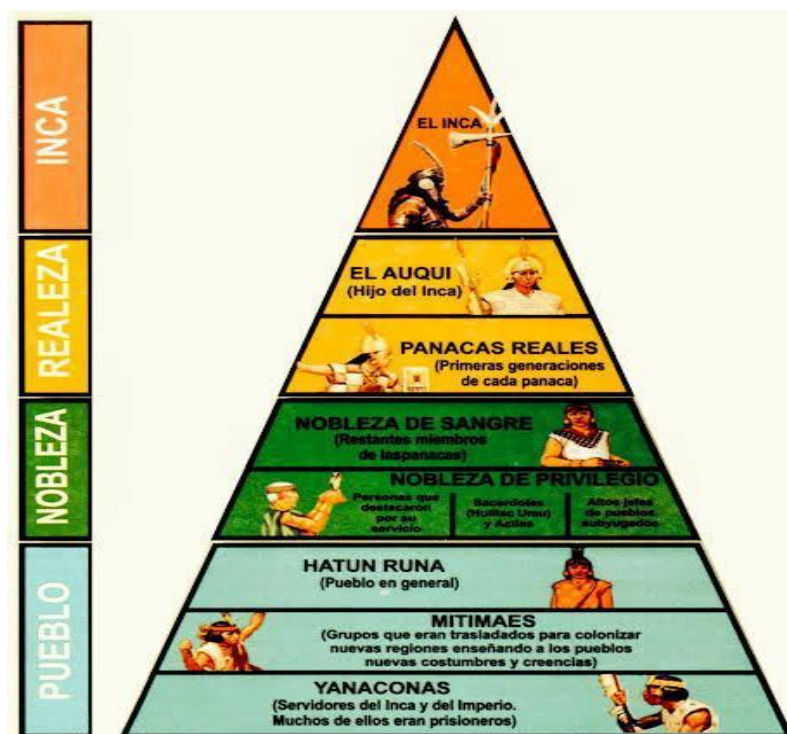 INCA
EL INCA
REALEZA
EL AUQUI
(Hijo del Inca)
PANACAS REALES
(Primeras generaciones
de cada panaca)
NOBLEZA
NOBLEZA DE SANGRE
(Restantes miembros
de laspanacas)
NOBLEZA DE PRIVILEGIO
Personas que
destacaron
por su
servicio
Sacerdotes
(Huillac Umu)
y Acllas
Altos jefes
de pueblos
subyugados
PUEBLO
HATUN RUNA
(Pueblo en general)
MITIMAES
(Grupos que eran trasladados para colonizar
nuevas regiones enseñando a los pueblos
nuevas costumbres y creencias)
YANACONAS
(Servidores del Inca y del Imperio.
Muchos de ellos eran prisioneros)